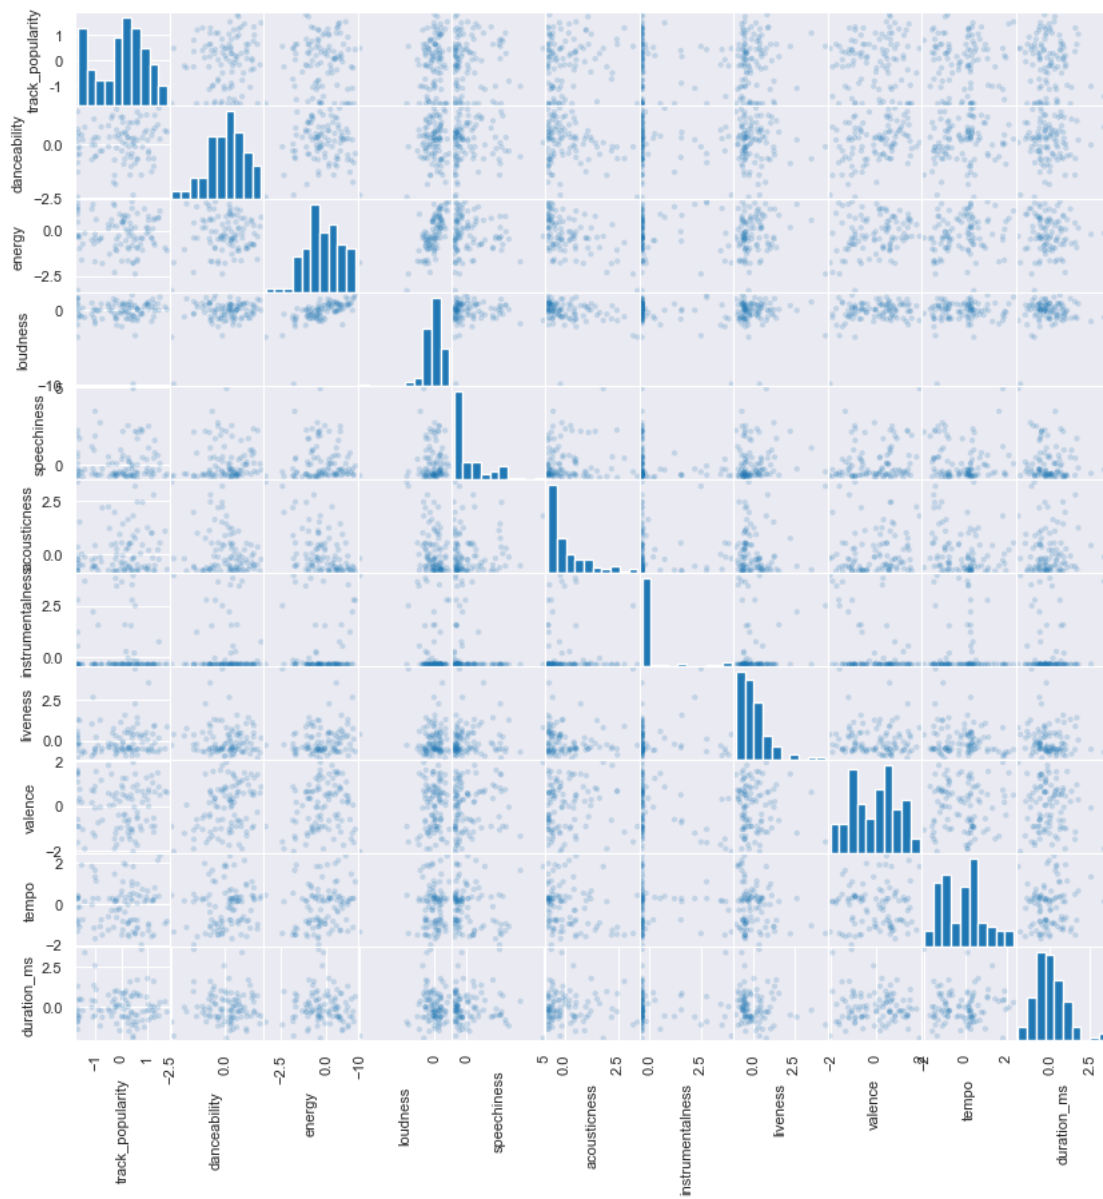 track_popularity
1
0
−1
danceability
0.0
−2.5
energy
0.0
−2.5
loudness
0
−10
speechiness
5
0
acousticness
2.5
0.0
instrumentalness
2.5
0.0
liveness
2.5
0.0
valence
2
0
−2
tempo
2
0
−2
duration_ms
2.5
0.0
−1 0 1 −2.5 0.0 −2.5 0.0 −10 0 0 5 0.0 2.5 0.0 0.0 2.5 −2 0 2 −2 0 2 0.0 2.5
track_popularity danceability energy loudness speechiness acousticness instrumentalness liveness valence tempo duration_ms